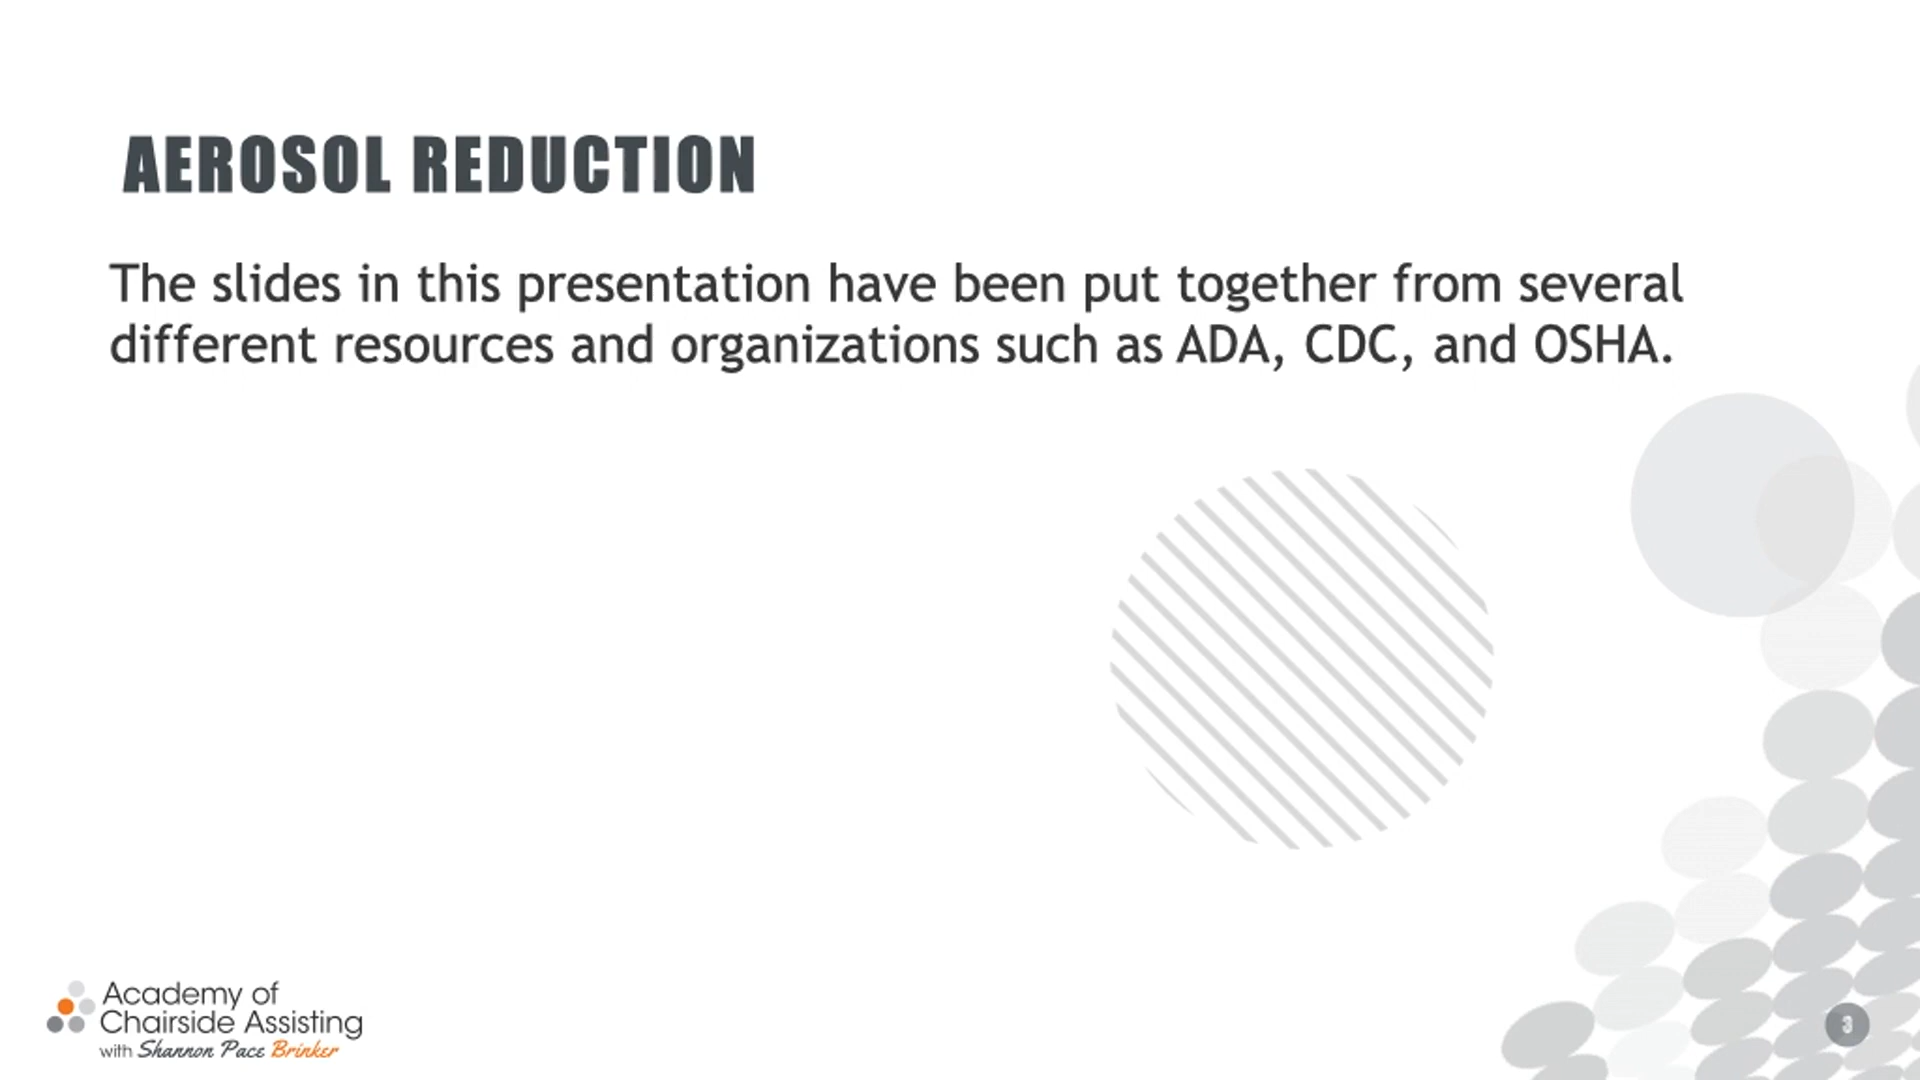 AEROSOL REDUCTION
The slides in this presentation have been put together from several
different resources and organizations such as ADA, CDC, and OSHA.
Academy of
Chairside Assisting
with Shannon Pace Brinker
3